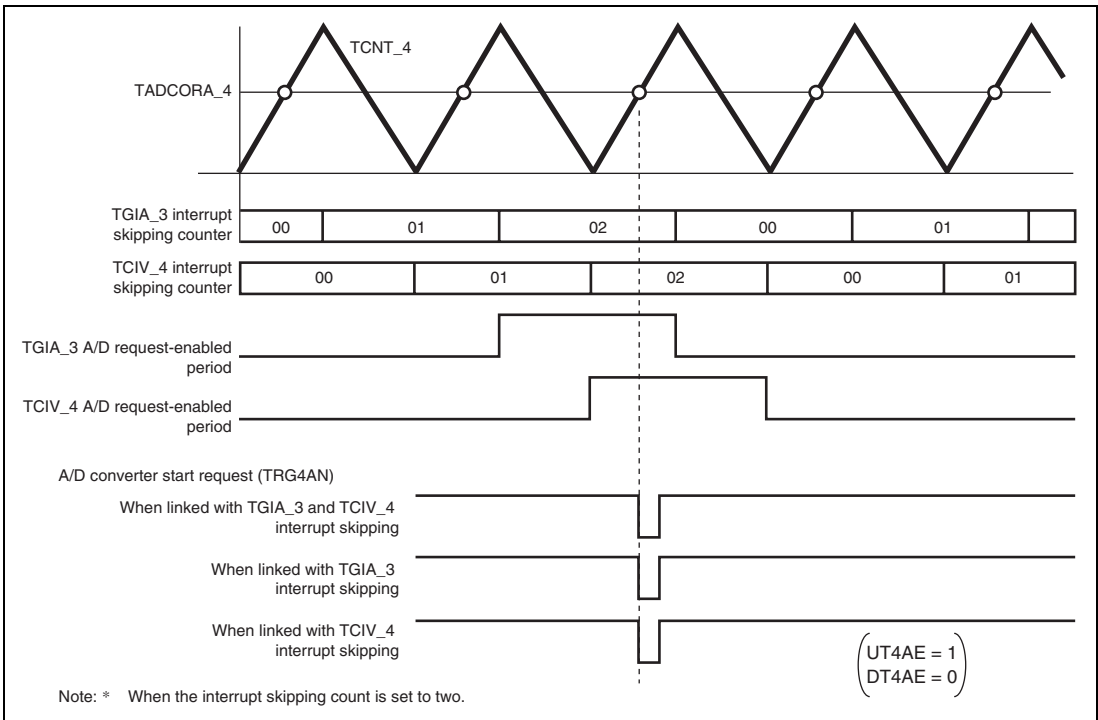 TCNT_4
TADCORA_4
TGIA_3 interrupt
skipping counter
00 01 02 00 01
TCIV_4 interrupt
skipping counter
00 01 02 00 01
TGIA_3 A/D request-enabled
period
TCIV_4 A/D request-enabled
period
A/D converter start request (TRG4AN)
When linked with TGIA_3 and TCIV_4
interrupt skipping
When linked with TGIA_3
interrupt skipping
When linked with TCIV_4
interrupt skipping
UT4AE = 1
DT4AE = 0
Note: * When the interrupt skipping count is set to two.